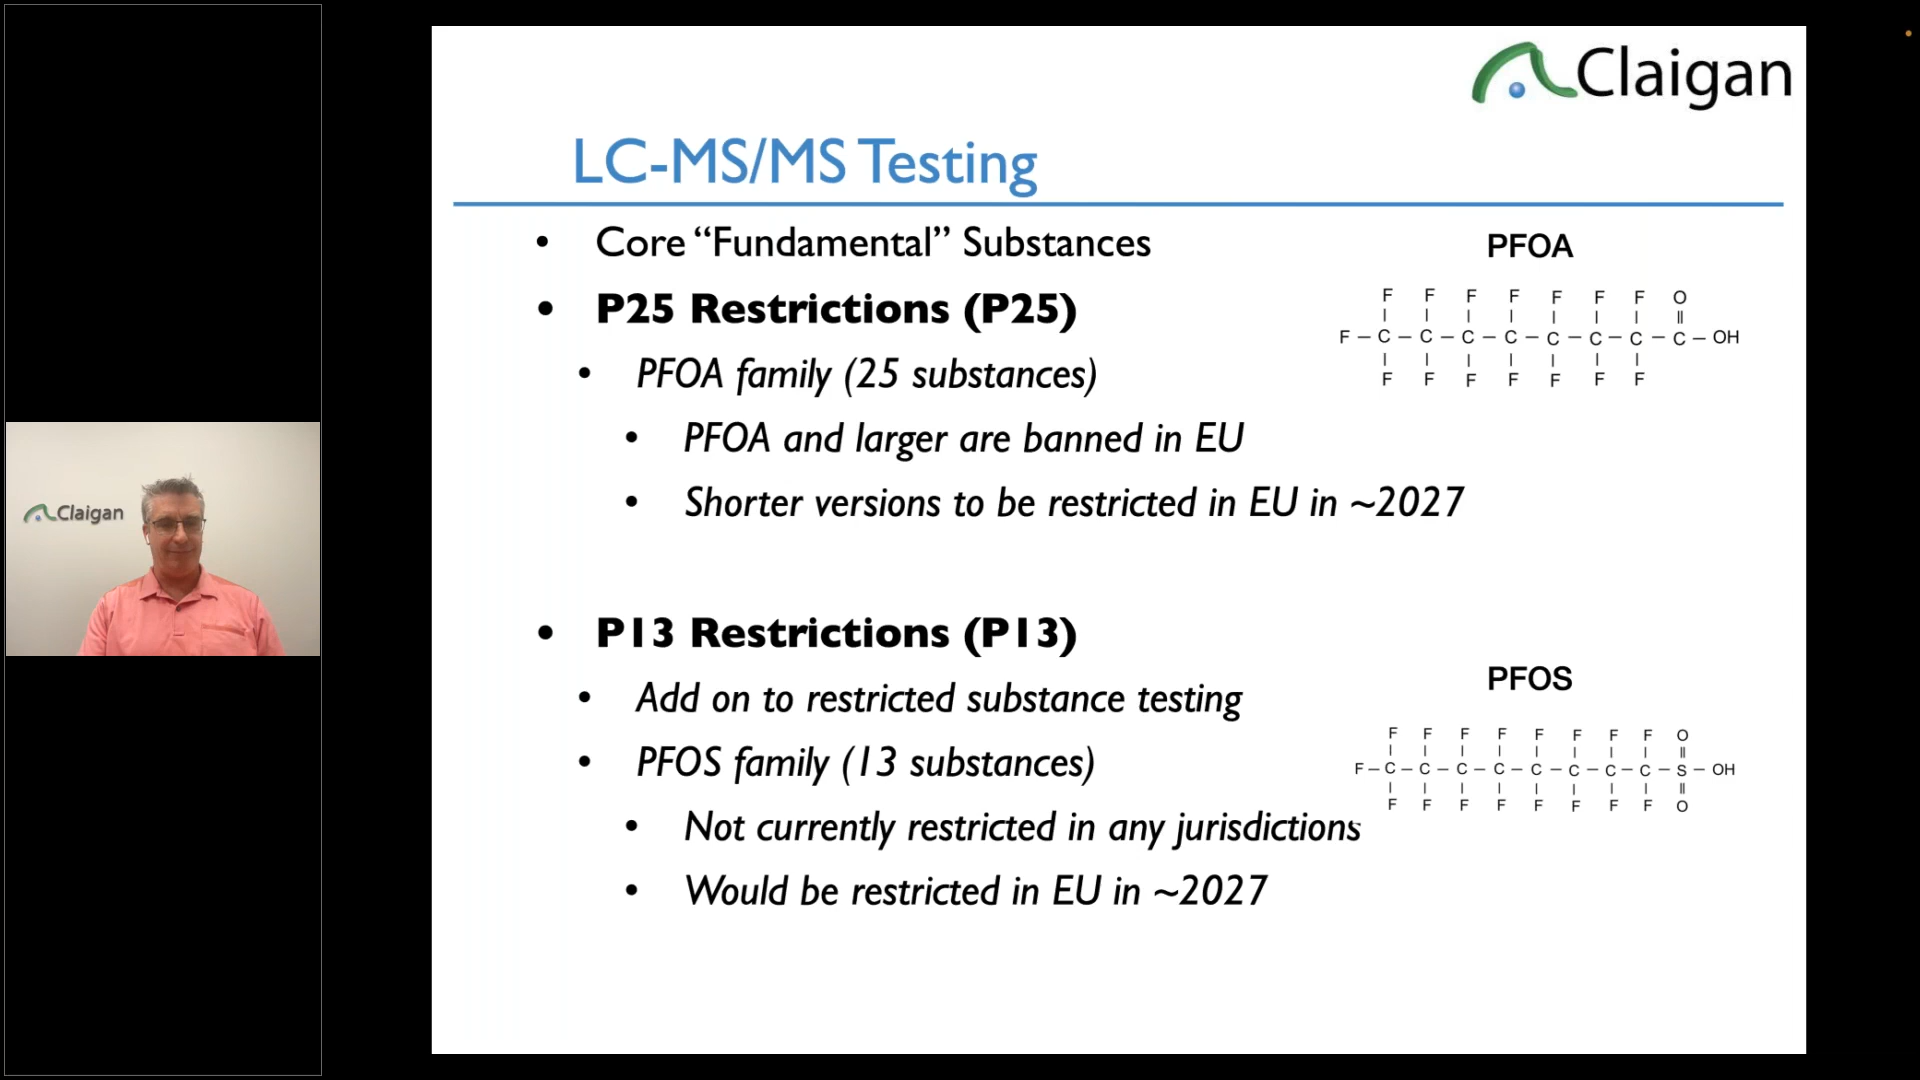 Claigan
LC-MS/MS Testing
• Core “Fundamental” Substances
• P25 Restrictions (P25)
• PFOA family (25 substances)
• PFOA and larger are banned in EU
• Shorter versions to be restricted in EU in ~2027
• P13 Restrictions (P13)
• Add on to restricted substance testing
• PFOS family (13 substances)
• Not currently restricted in any jurisdictions
• Would be restricted in EU in ~2027
PFOA
F F F F F F F O
F – C – C – C – C – C – C – C – C – OH
F F F F F F F
PFOS
F F F F F F F F O
F – C – C – C – C – C – C – C – C – S – OH
F F F F F F F F O
Claigan